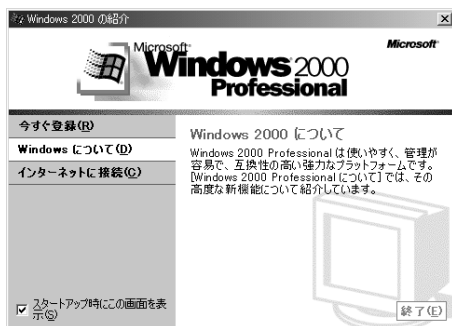 Windows 2000 の紹介
Microsoft
Windows 2000
Professional
Microsoft
今すぐ登録(R)
Windows について(D)
インターネットに接続(C)
Windows 2000 について
Windows 2000 Professional は使いやすく、管理が
容易で、互換性の高い強力なプラットフォームです。
[Windows 2000 Professional について] では、その
高度な新機能について紹介しています。
スタートアップ時にこの画面を表
示(S)
終了(E)